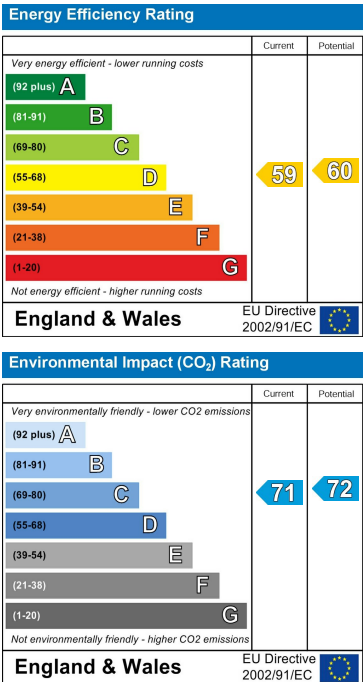 Energy Efficiency Rating
Current Potential
Very energy efficient - lower running costs
(92 plus) A
(81-91) B
(69-80) C
(55-68) D
59 60
(39-54) E
(21-38) F
(1-20) G
Not energy efficient - higher running costs
England & Wales
EU Directive
2002/91/EC
Environmental Impact (CO₂) Rating
Current Potential
Very environmentally friendly - lower CO2 emissions
(92 plus) A
(81-91) B
(69-80) C
71 72
(55-68) D
(39-54) E
(21-38) F
(1-20) G
Not environmentally friendly - higher CO2 emissions
England & Wales
EU Directive
2002/91/EC